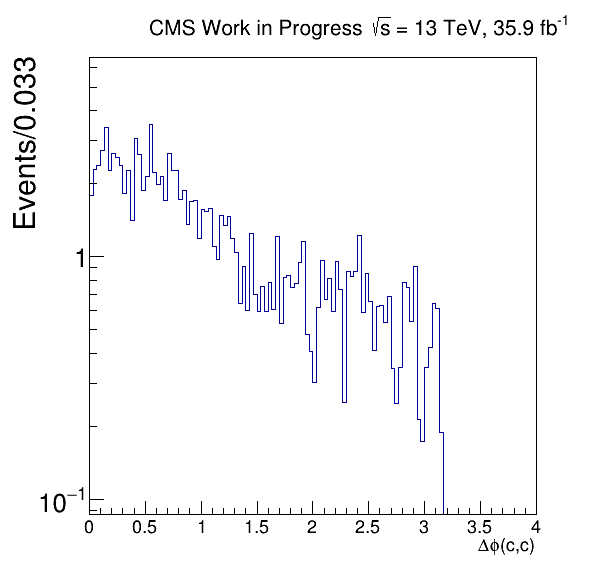 CMS Work in Progress √s = 13 TeV, 35.9 fb⁻¹
Events/0.033
1
10⁻¹
0 0.5 1 1.5 2 2.5 3 3.5 4
Δϕ(c,c)